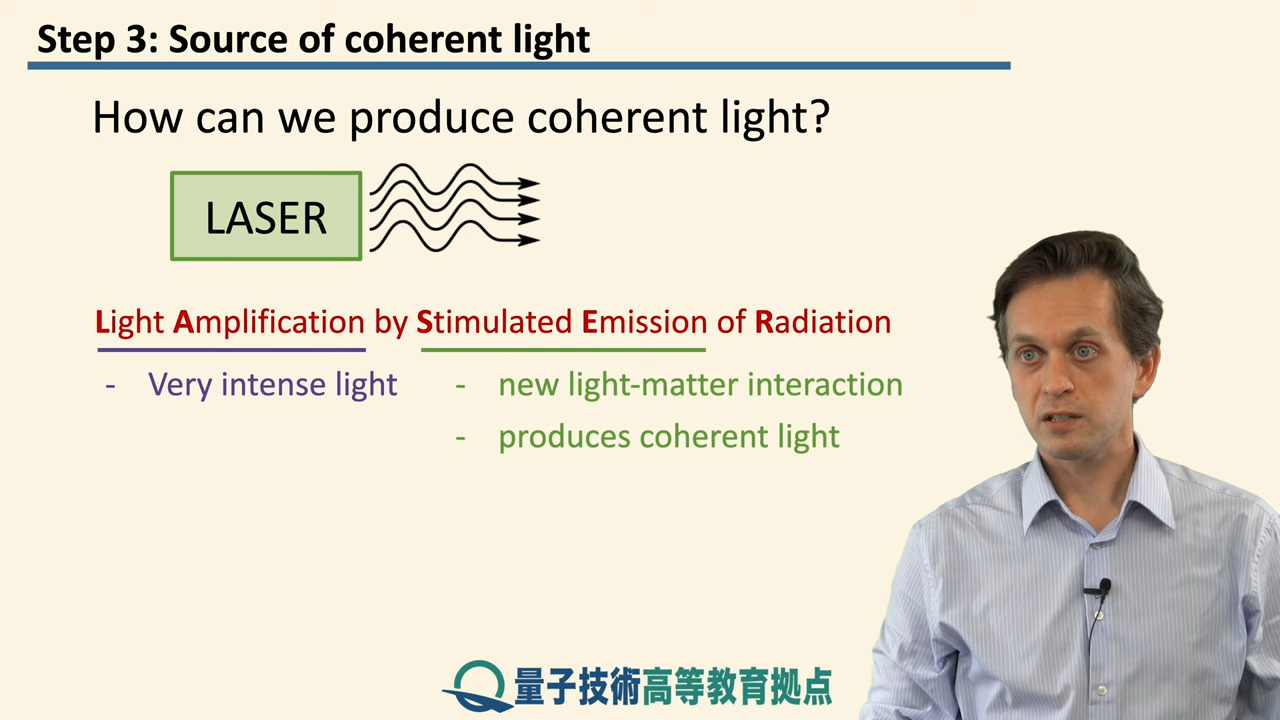 Step 3: Source of coherent light
How can we produce coherent light?
LASER
Light Amplification by Stimulated Emission of Radiation
- Very intense light
- new light-matter interaction
- produces coherent light
量子技術高等教育拠点